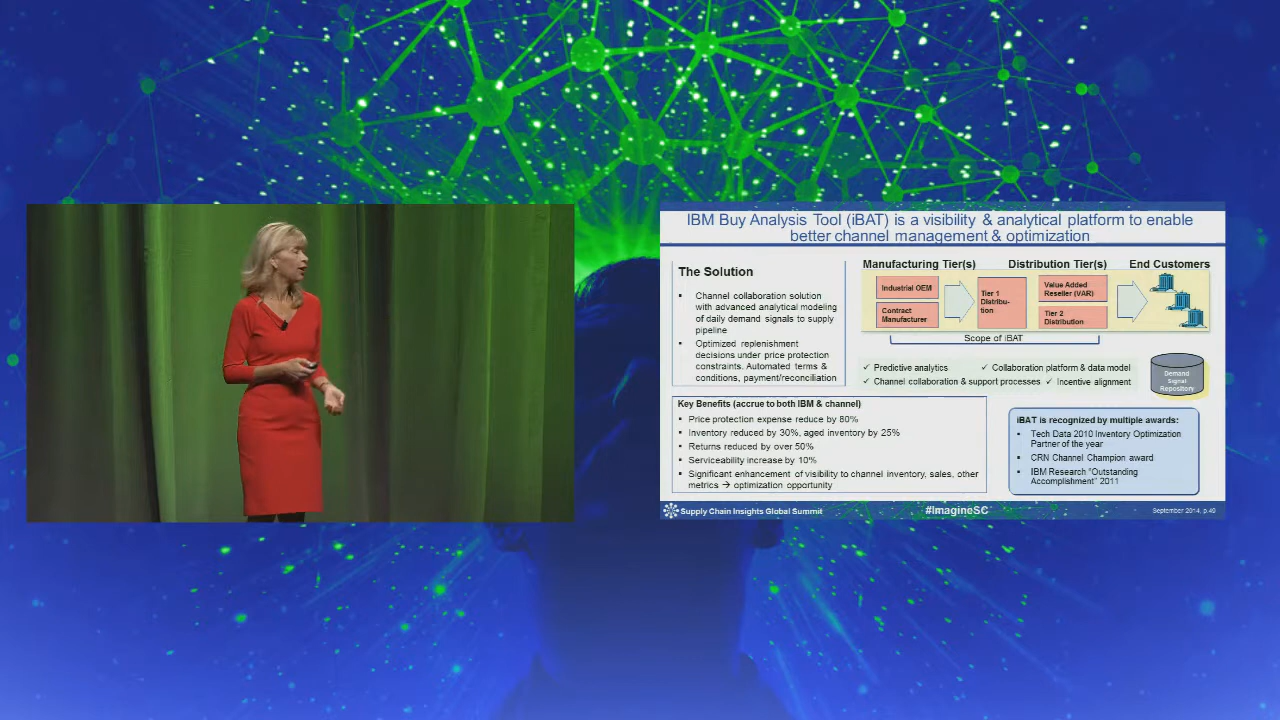 IBM Buy Analysis Tool (iBAT) is a visibility & analytical platform to enable
better channel management & optimization
The Solution
▪ Channel collaboration solution
with advanced analytical modeling
of daily demand signals to supply
pipeline
▪ Optimized replenishment
decisions under price protection
constraints. Automated terms &
conditions, payment/reconciliation
Manufacturing Tier(s)
Distribution Tier(s)
End Customers
Industrial OEM
Contract
Manufacturer
Tier 1
Distribu-
tion
Value Added
Reseller (VAR)
Tier 2
Distribution
Scope of iBAT
✓ Predictive analytics
✓ Collaboration platform & data model
✓ Channel collaboration & support processes
✓ Incentive alignment
Demand
Signal
Repository
Key Benefits (accrue to both IBM & channel)
▪ Price protection expense reduce by 80%
▪ Inventory reduced by 30%, aged inventory by 25%
▪ Returns reduced by over 50%
▪ Serviceability increase by 10%
▪ Significant enhancement of visibility to channel inventory, sales, other
metrics → optimization opportunity
iBAT is recognized by multiple awards:
▪ Tech Data 2010 Inventory Optimization
Partner of the year
▪ CRN Channel Champion award
▪ IBM Research "Outstanding
Accomplishment" 2011
Supply Chain Insights Global Summit
#ImagineSC
September 2014, p.40